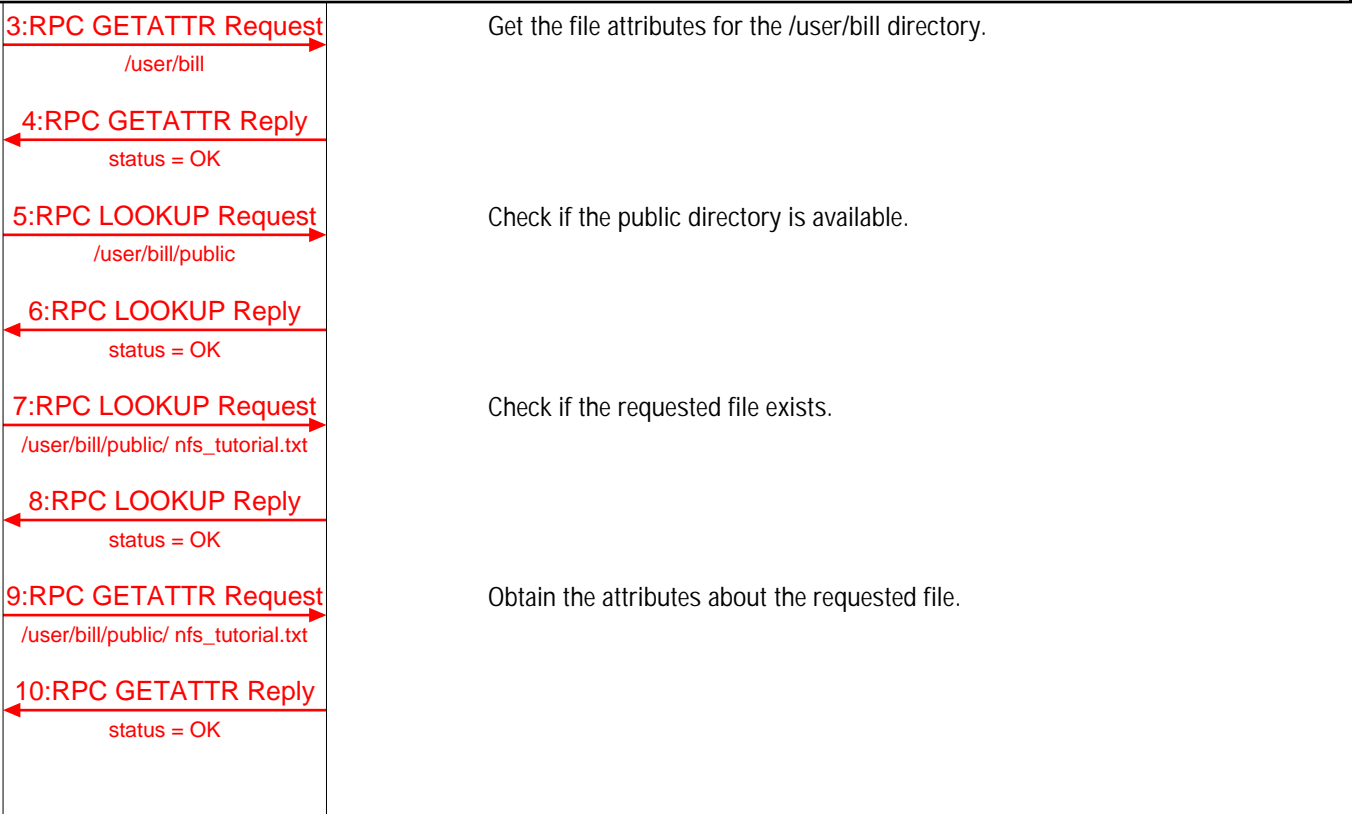 3:RPC GETATTR Request
Get the file attributes for the /user/bill directory.
/user/bill
4:RPC GETATTR Reply
status = OK
5:RPC LOOKUP Request
Check if the public directory is available.
/user/bill/public
6:RPC LOOKUP Reply
status = OK
7:RPC LOOKUP Request
Check if the requested file exists.
/user/bill/public/ nfs_tutorial.txt
8:RPC LOOKUP Reply
status = OK
9:RPC GETATTR Request
Obtain the attributes about the requested file.
/user/bill/public/ nfs_tutorial.txt
10:RPC GETATTR Reply
status = OK